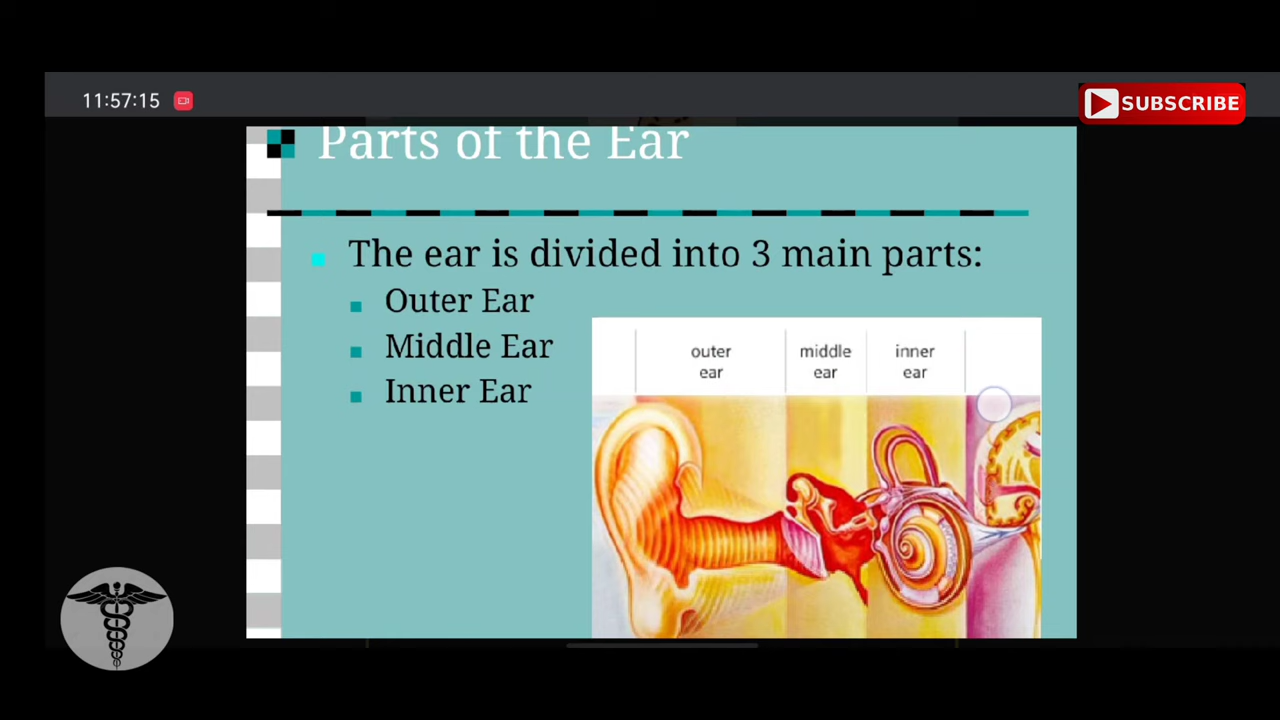 11:57:15
SUBSCRIBE
Parts of the Ear
The ear is divided into 3 main parts:
Outer Ear
Middle Ear
Inner Ear
outer
ear
middle
ear
inner
ear